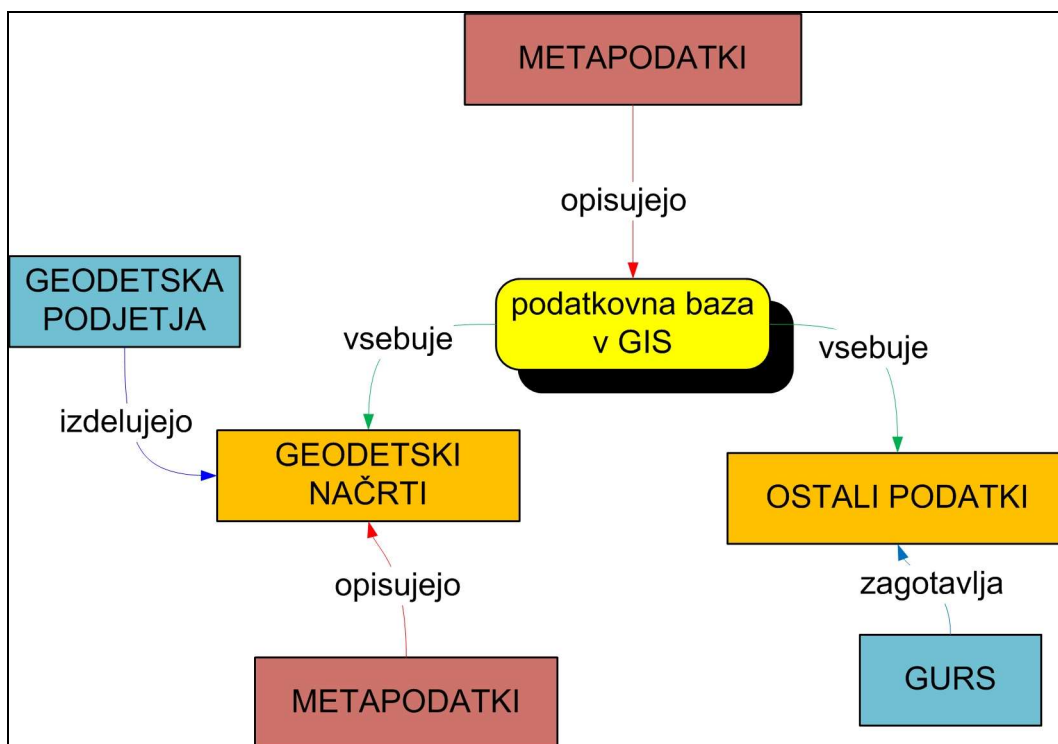 METAPODATKI
opisujejo
GEODETSKA
PODJETJA
podatkovna baza
v GIS
vsebuje
vsebuje
izdelujejo
GEODETSKI
NAČRTI
OSTALI PODATKI
opisujejo
zagotavlja
METAPODATKI
GURS